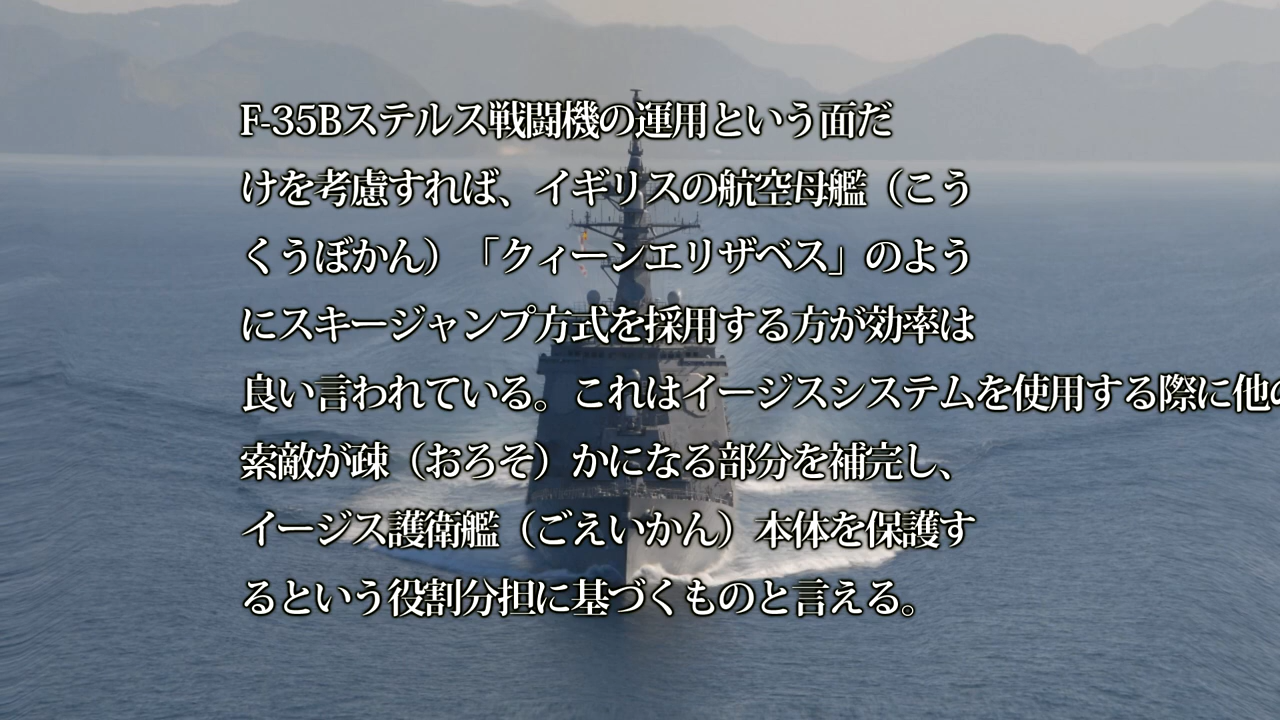 F-35Bステルス戦闘機の運用という面だ
けを考慮すれば、イギリスの航空母艦（こう
くうぼかん）「クィーンエリザベス」のよう
にスキージャンプ方式を採用する方が効率は
良い言われている。これはイージスシステムを使用する際に他の
索敵が疎（おろそ）かになる部分を補完し、
イージス護衛艦（ごえいかん）本体を保護す
るという役割分担に基づくものと言える。